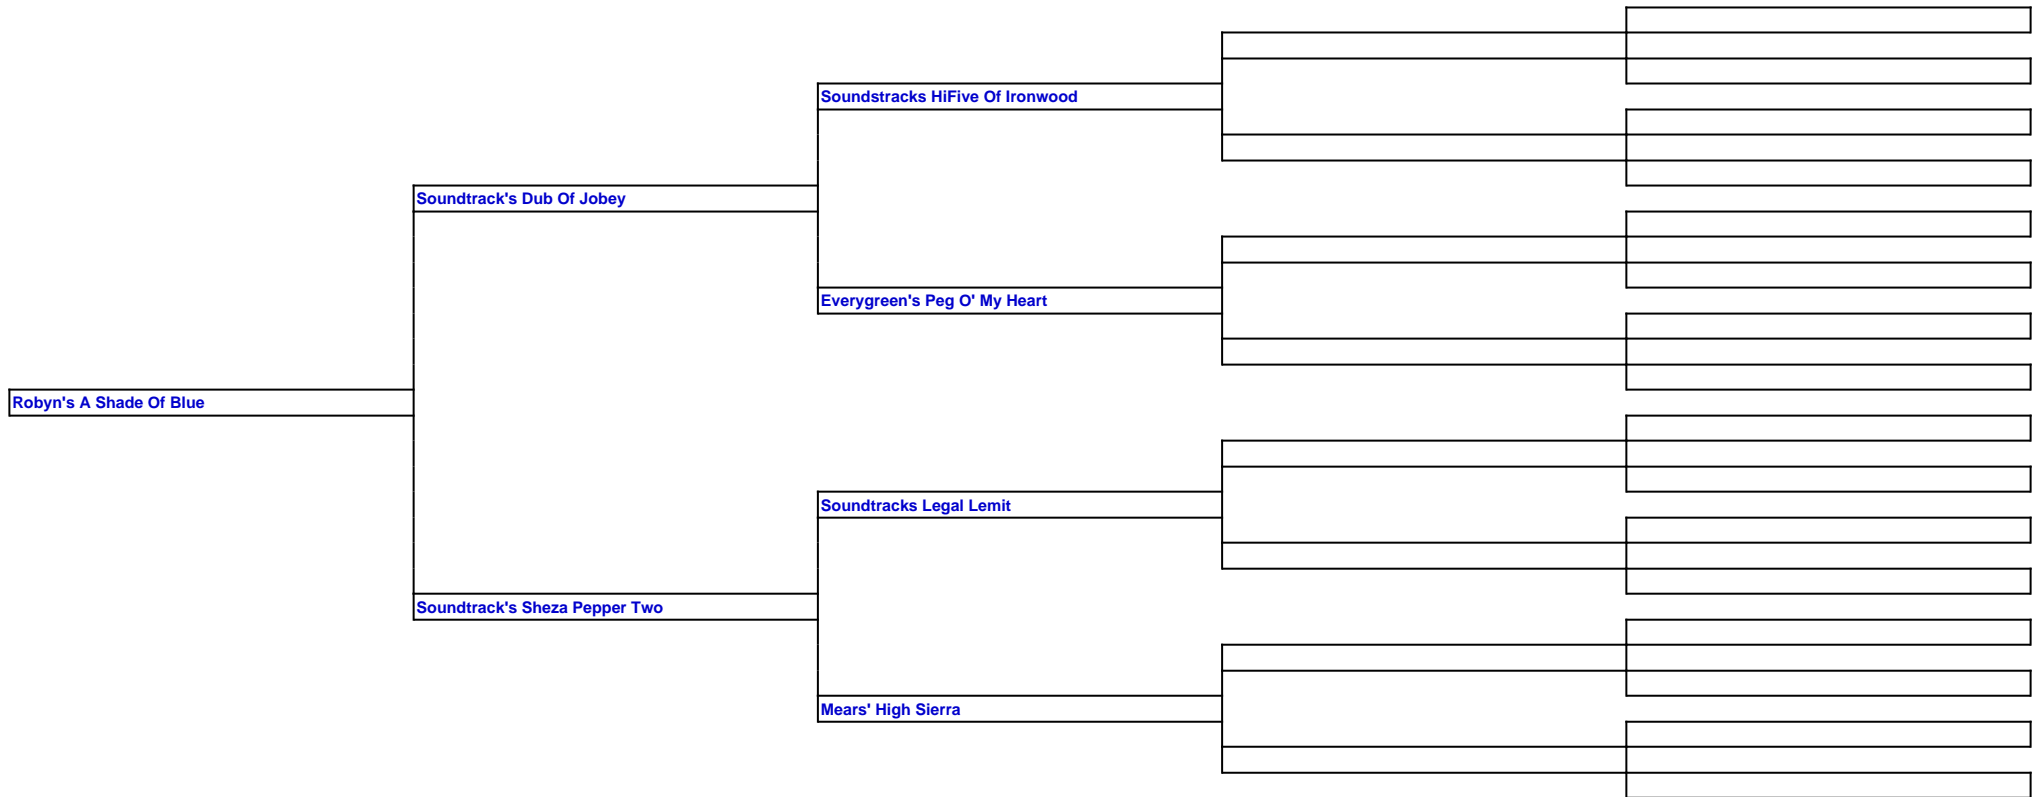 Soundstracks HiFive Of Ironwood
Soundtrack's Dub Of Jobey
Everygreen's Peg O' My Heart
Robyn's A Shade Of Blue
Soundtracks Legal Lemit
Soundtrack's Sheza Pepper Two
Mears' High Sierra